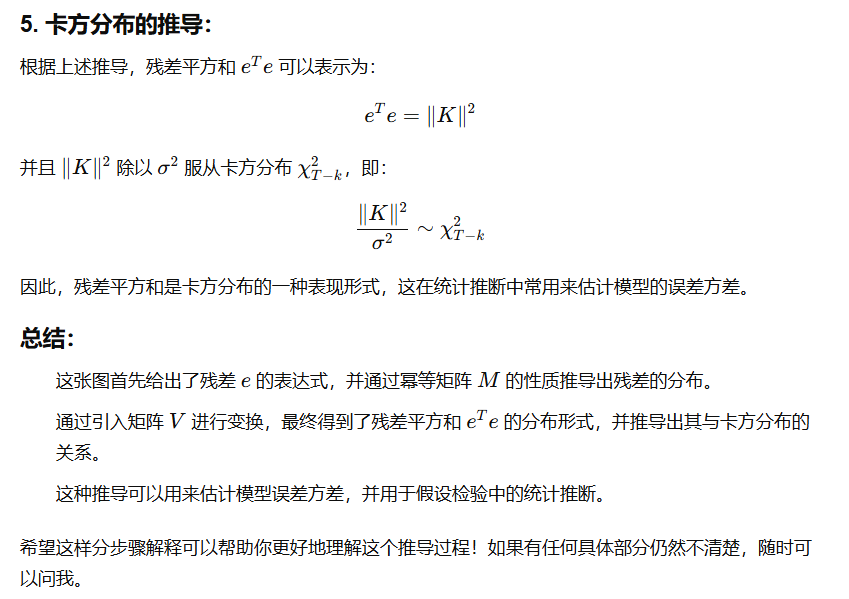 5. 卡方分布的推导：
根据上述推导，残差平方和 $e^T e$ 可以表示为：
$e^T e = \|K\|^2$
并且 $\|K\|^2$ 除以 $\sigma^2$ 服从卡方分布 $\chi^2_{T-k}$，即：
$\frac{\|K\|^2}{\sigma^2} \sim \chi^2_{T-k}$
因此，残差平方和是卡方分布的一种表现形式，这在统计推断中常用来估计模型的误差方差。
总结：
这张图首先给出了残差 $e$ 的表达式，并通过幂等矩阵 $M$ 的性质推导出残差的分布。
通过引入矩阵 $V$ 进行变换，最终得到了残差平方和 $e^T e$ 的分布形式，并推导出其与卡方分布的
关系。
这种推导可以用来估计模型误差方差，并用于假设检验中的统计推断。
希望这样分步骤解释可以帮助你更好地理解这个推导过程！如果有任何具体部分仍然不清楚，随时可
以问我。